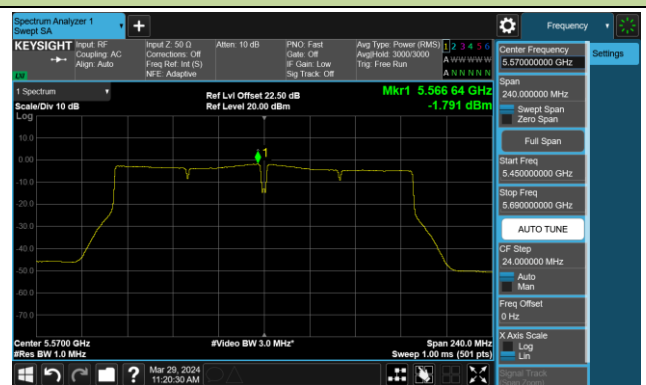 Spectrum Analyzer 1
Swept SA
Frequency
KEYSIGHT
Input: RF
Coupling: AC
Align: Auto
Input Z: 50 Ω
Corrections: Off
Freq Ref: Int (S)
NFE: Adaptive
Atten: 10 dB
PNO: Fast
Gate: Off
IF Gain: Low
Sig Track: Off
Avg Type: Power (RMS)
Avg|Hold: 3000/3000
Trig: Free Run
1 2 3 4 5 6
A W W W W W
A N N N N N
LW
1 Spectrum
Scale/Div 10 dB
Ref Lvl Offset 22.50 dB
Ref Level 20.00 dBm
Mkr1 5.566 64 GHz
-1.791 dBm
Log
10.0
0.00
-10.0
-20.0
-30.0
-40.0
-50.0
-60.0
-70.0
1
Center 5.5700 GHz
#Res BW 1.0 MHz
#Video BW 3.0 MHz*
Span 240.0 MHz
Sweep 1.00 ms (501 pts)
Mar 29, 2024
11:20:30 AM
Center Frequency
5.570000000 GHz
Settings
Span
240.000000 MHz
Swept Span
Zero Span
Full Span
Start Freq
5.450000000 GHz
Stop Freq
5.690000000 GHz
AUTO TUNE
CF Step
24.000000 MHz
Auto
Man
Freq Offset
0 Hz
X Axis Scale
Log
Lin
Signal Track
(Span Zoom)